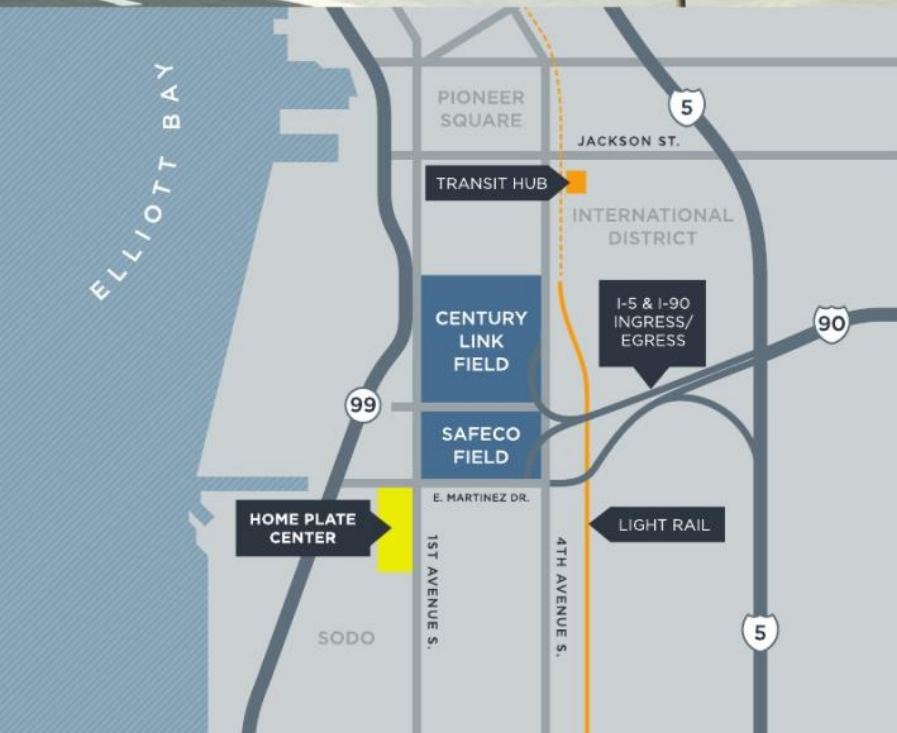 ELLIOTT BAY
PIONEER
SQUARE
5
JACKSON ST.
TRANSIT HUB
INTERNATIONAL
DISTRICT
CENTURY
LINK
FIELD
I-5 & I-90
INGRESS/
EGRESS
90
99
SAFECO
FIELD
E. MARTINEZ DR.
HOME PLATE
CENTER
1ST AVENUE S.
4TH AVENUE S.
LIGHT RAIL
SODO
5